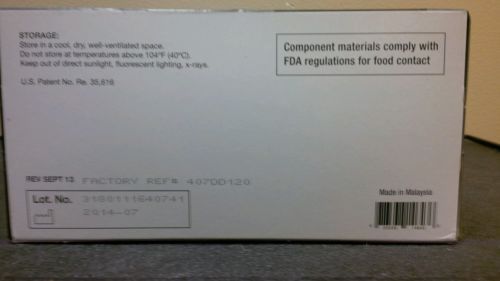 STORAGE:
Store in a cool, dry, well-ventilated space.
Do not store at temperatures above 104°F (40°C).
Keep out of direct sunlight, fluorescent lighting, x-rays.
U.S. Patent No. Re. 35,616
Component materials comply with
FDA regulations for food contact
REV SEPT 13 FACTORY REF# 407DD120
Lot. No. 3180111640741
2014-07
Made in Malaysia